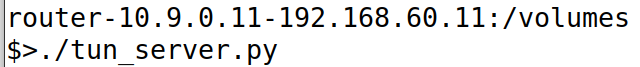 router-10.9.0.11-192.168.60.11:/volumes
$>./tun_server.py